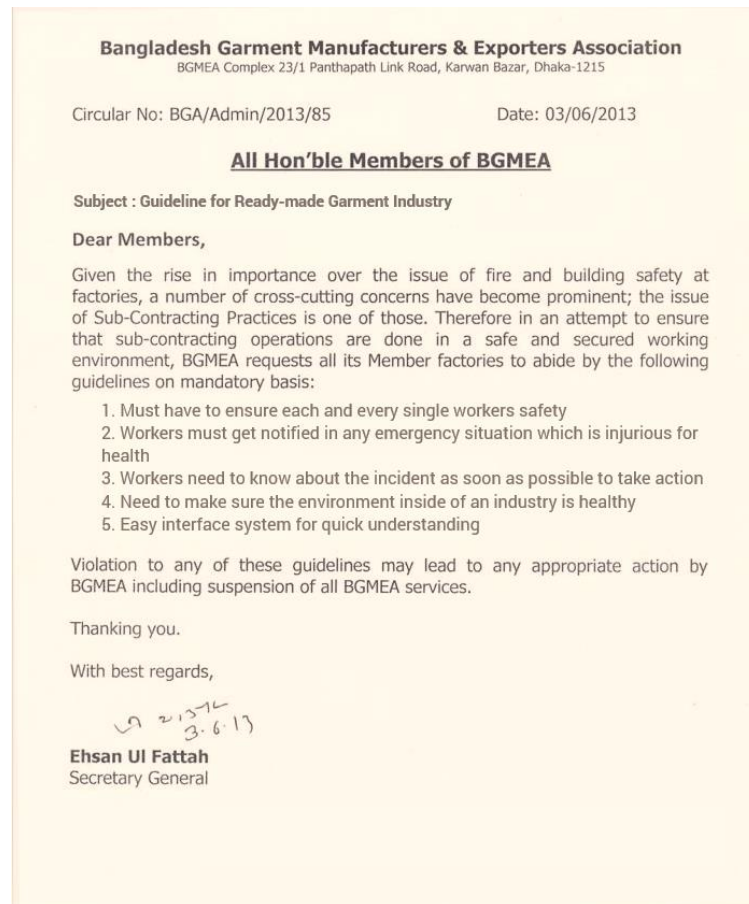 Bangladesh Garment Manufacturers & Exporters Association
BGMEA Complex 23/1 Panthapath Link Road, Karwan Bazar, Dhaka-1215
Circular No: BGA/Admin/2013/85 Date: 03/06/2013
All Hon'ble Members of BGMEA
Subject : Guideline for Ready-made Garment Industry
Dear Members,
Given the rise in importance over the issue of fire and building safety at
factories, a number of cross-cutting concerns have become prominent; the issue
of Sub-Contracting Practices is one of those. Therefore in an attempt to ensure
that sub-contracting operations are done in a safe and secured working
environment, BGMEA requests all its Member factories to abide by the following
guidelines on mandatory basis:
1. Must have to ensure each and every single workers safety
2. Workers must get notified in any emergency situation which is injurious for
health
3. Workers need to know about the incident as soon as possible to take action
4. Need to make sure the environment inside of an industry is healthy
5. Easy interface system for quick understanding
Violation to any of these guidelines may lead to any appropriate action by
BGMEA including suspension of all BGMEA services.
Thanking you.
With best regards,
3.6.13
Ehsan Ul Fattah
Secretary General